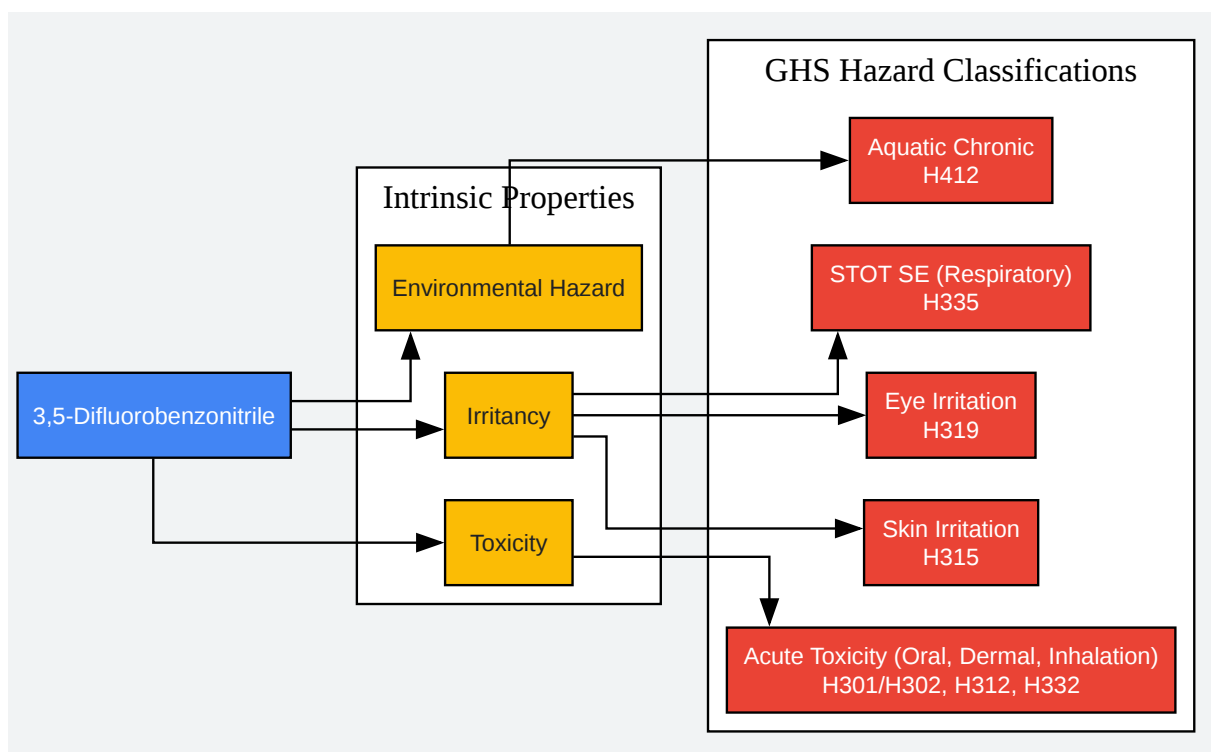 GHS Hazard Classifications
Aquatic Chronic
H412
Intrinsic Properties
Environmental Hazard
STOT SE (Respiratory)
H335
3,5-Difluorobenzonitrile
Irritancy
Eye Irritation
H319
Toxicity
Skin Irritation
H315
Acute Toxicity (Oral, Dermal, Inhalation)
H301/H302, H312, H332